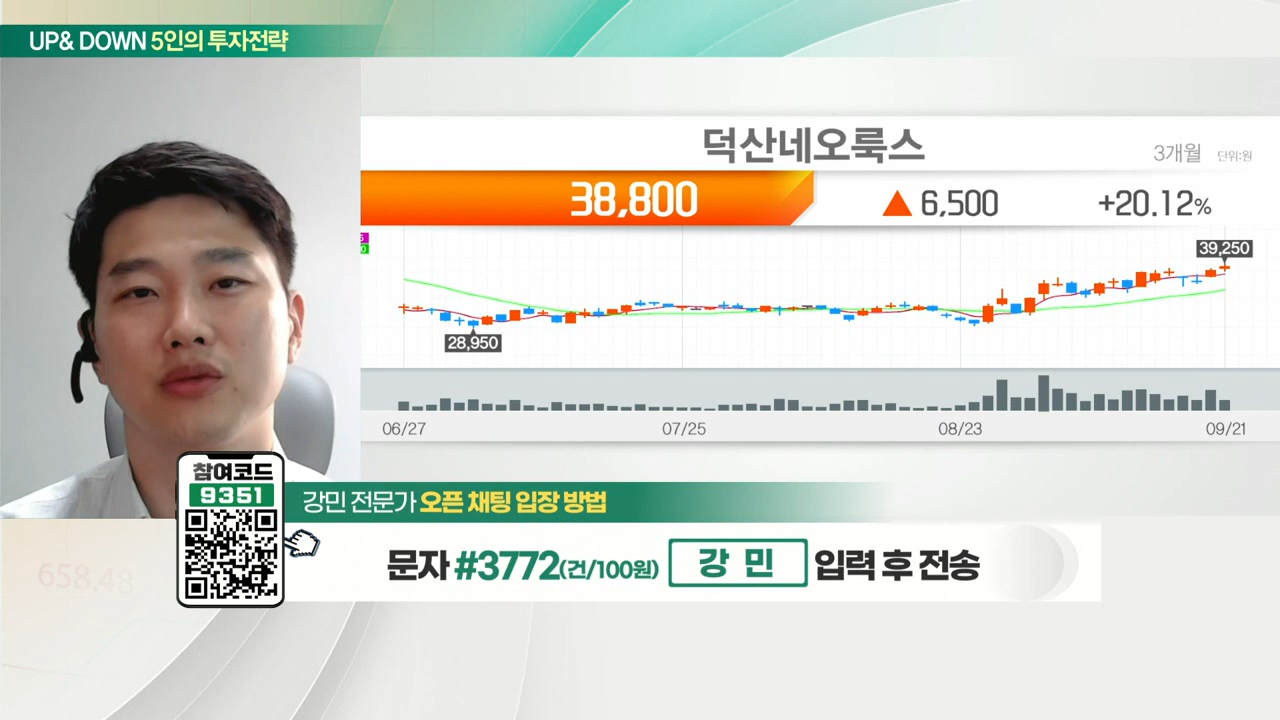 UP& DOWN 5인의 투자전략
덕산네오룩스
3개월 단위:원
38,800 ▲ 6,500 +20.12%
39,250
28,950
06/27 07/25 08/23 09/21
참여코드
9351
강민 전문가 오픈 채팅 입장 방법
문자 #3772(건/100원) 강 민 입력 후 전송
658.48